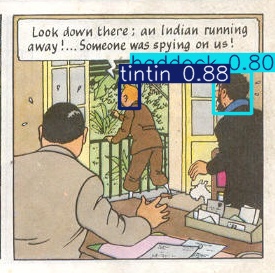 Look down there : an Indian running
away!... Someone was spying on us!
haddock 0.80
tintin 0.88